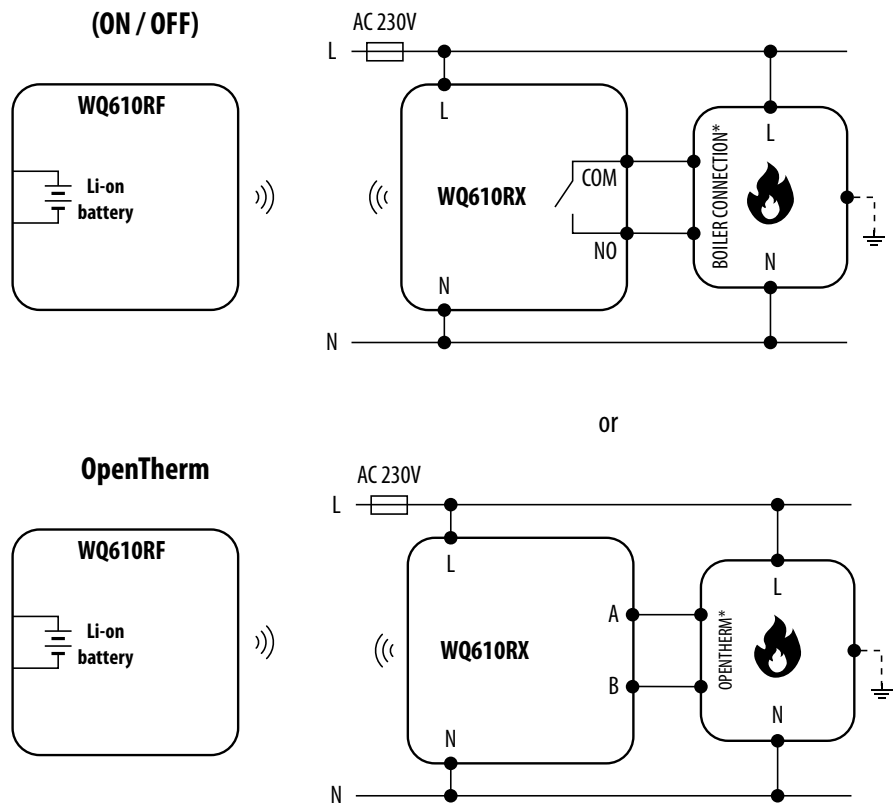 (ON / OFF)
AC 230V
L
WQ610RF
Li-on
battery
L
WQ610RX
COM
NO
N
BOILER CONNECTION*
L
N
N
or
OpenTherm
AC 230V
L
WQ610RF
Li-on
battery
L
WQ610RX
A
B
N
OPENTHERM*
L
N
N